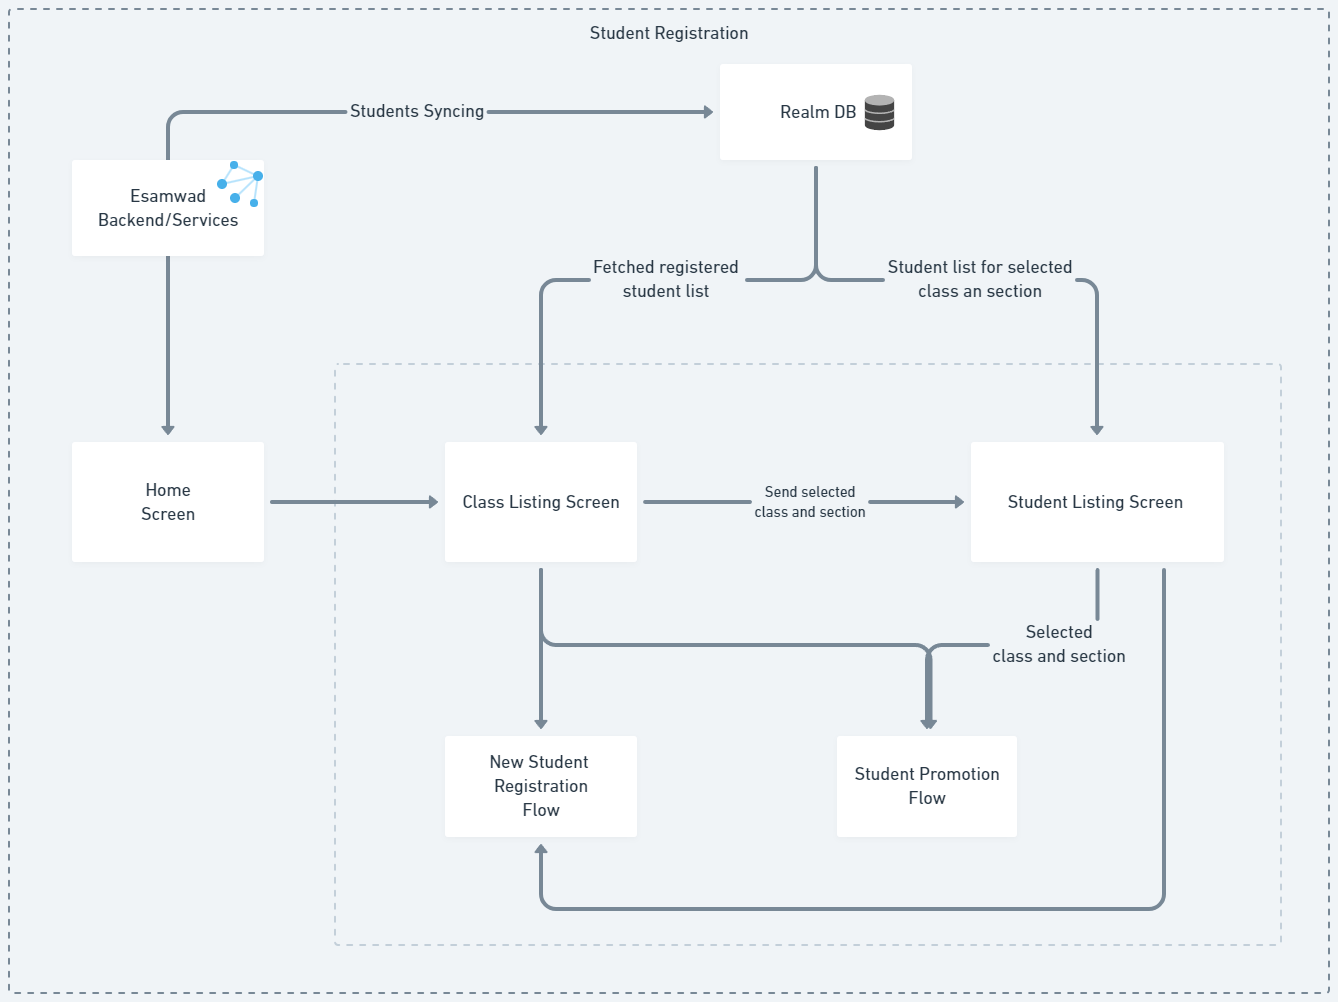 Student Registration
Students Syncing
Realm DB
Esamwad
Backend/Services
Fetched registered
student list
Student list for selected
class an section
Home
Screen
Class Listing Screen
Send selected
class and section
Student Listing Screen
Selected
class and section
New Student
Registration
Flow
Student Promotion
Flow